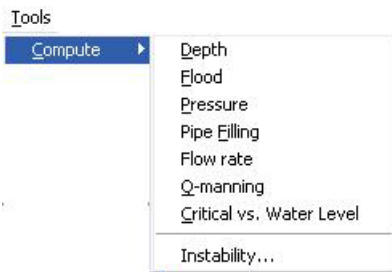 Tools
Compute
Depth
Flood
Pressure
Pipe Filling
Flow rate
Q-manning
Critical vs. Water Level
Instability...